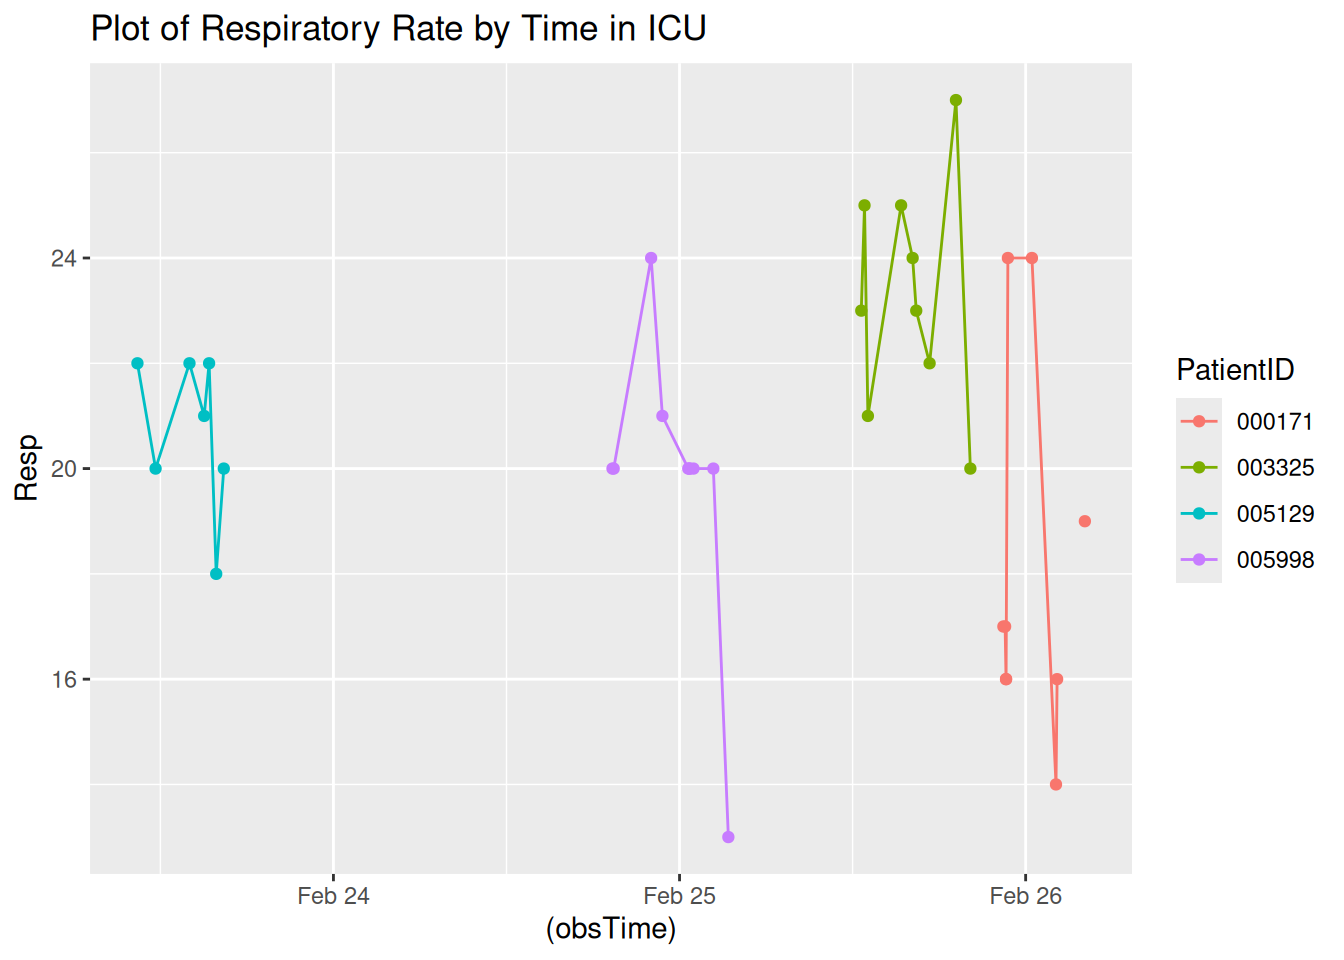 Plot of Respiratory Rate by Time in ICU
24
20
16
Resp
Feb 24
Feb 25
Feb 26
(obsTime)
PatientID
000171
003325
005129
005998